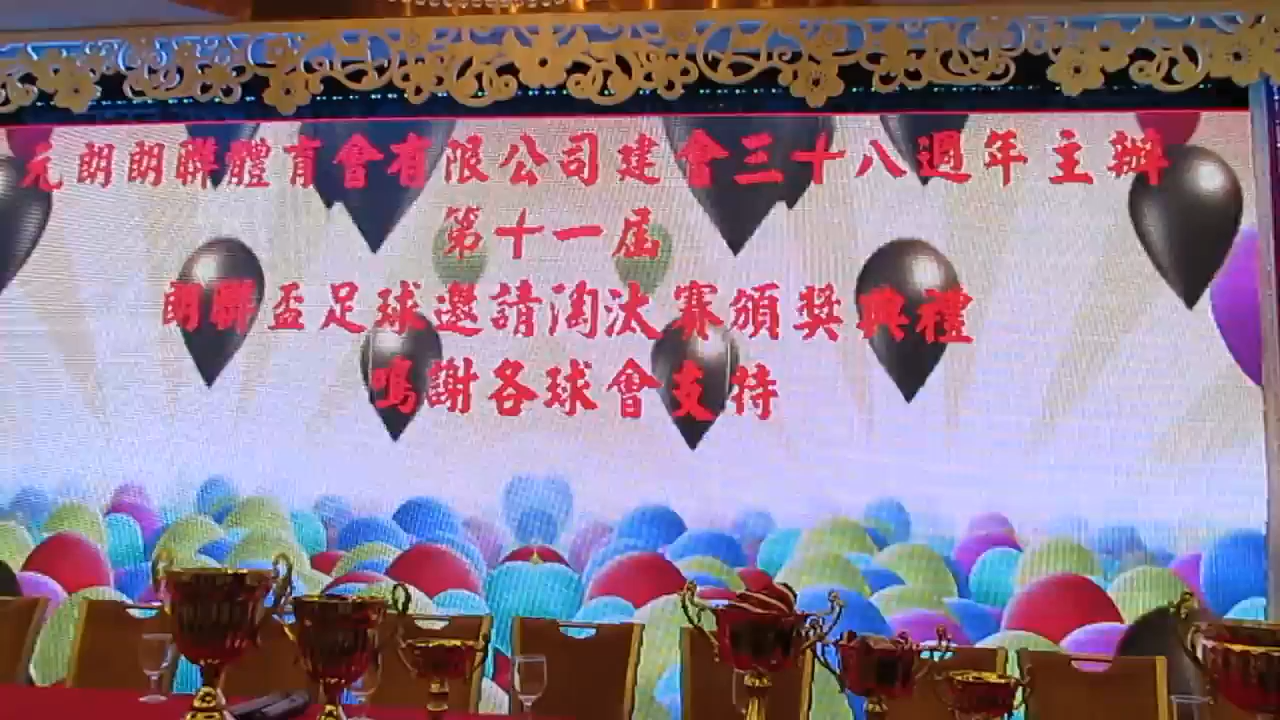 元朗朗聯體育會有限公司建會三十八週年主辦
第十一屆
朗聯盃足球邀請淘汰賽頒獎典禮
鳴謝各球會支持